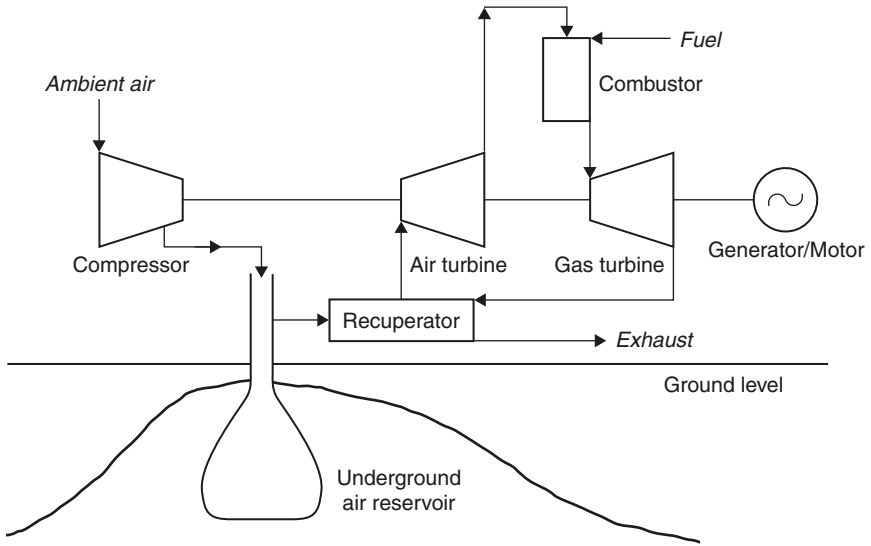 Fuel
Ambient air
Combustor
Compressor
Air turbine
Gas turbine
Generator/Motor
Recuperator
Exhaust
Ground level
Underground
air reservoir